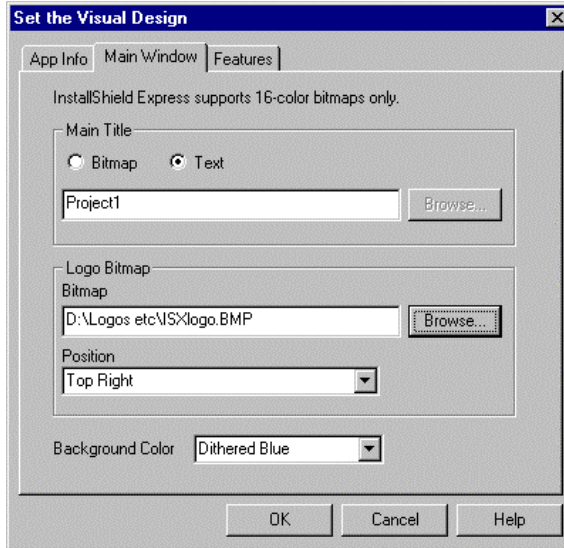 Set the Visual Design
App Info Main Window Features
InstallShield Express supports 16-color bitmaps only.
Main Title
Bitmap Text
Project1 Browse...
Logo Bitmap
Bitmap
D:\Logos etc\ISXlogo.BMP Browse...
Position
Top Right
Background Color Dithered Blue
OK Cancel Help